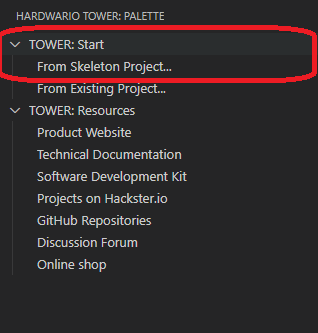 HARDWARIO TOWER: PALETTE
TOWER: Start
From Skeleton Project...
From Existing Project...
TOWER: Resources
Product Website
Technical Documentation
Software Development Kit
Projects on Hackster.io
GitHub Repositories
Discussion Forum
Online shop